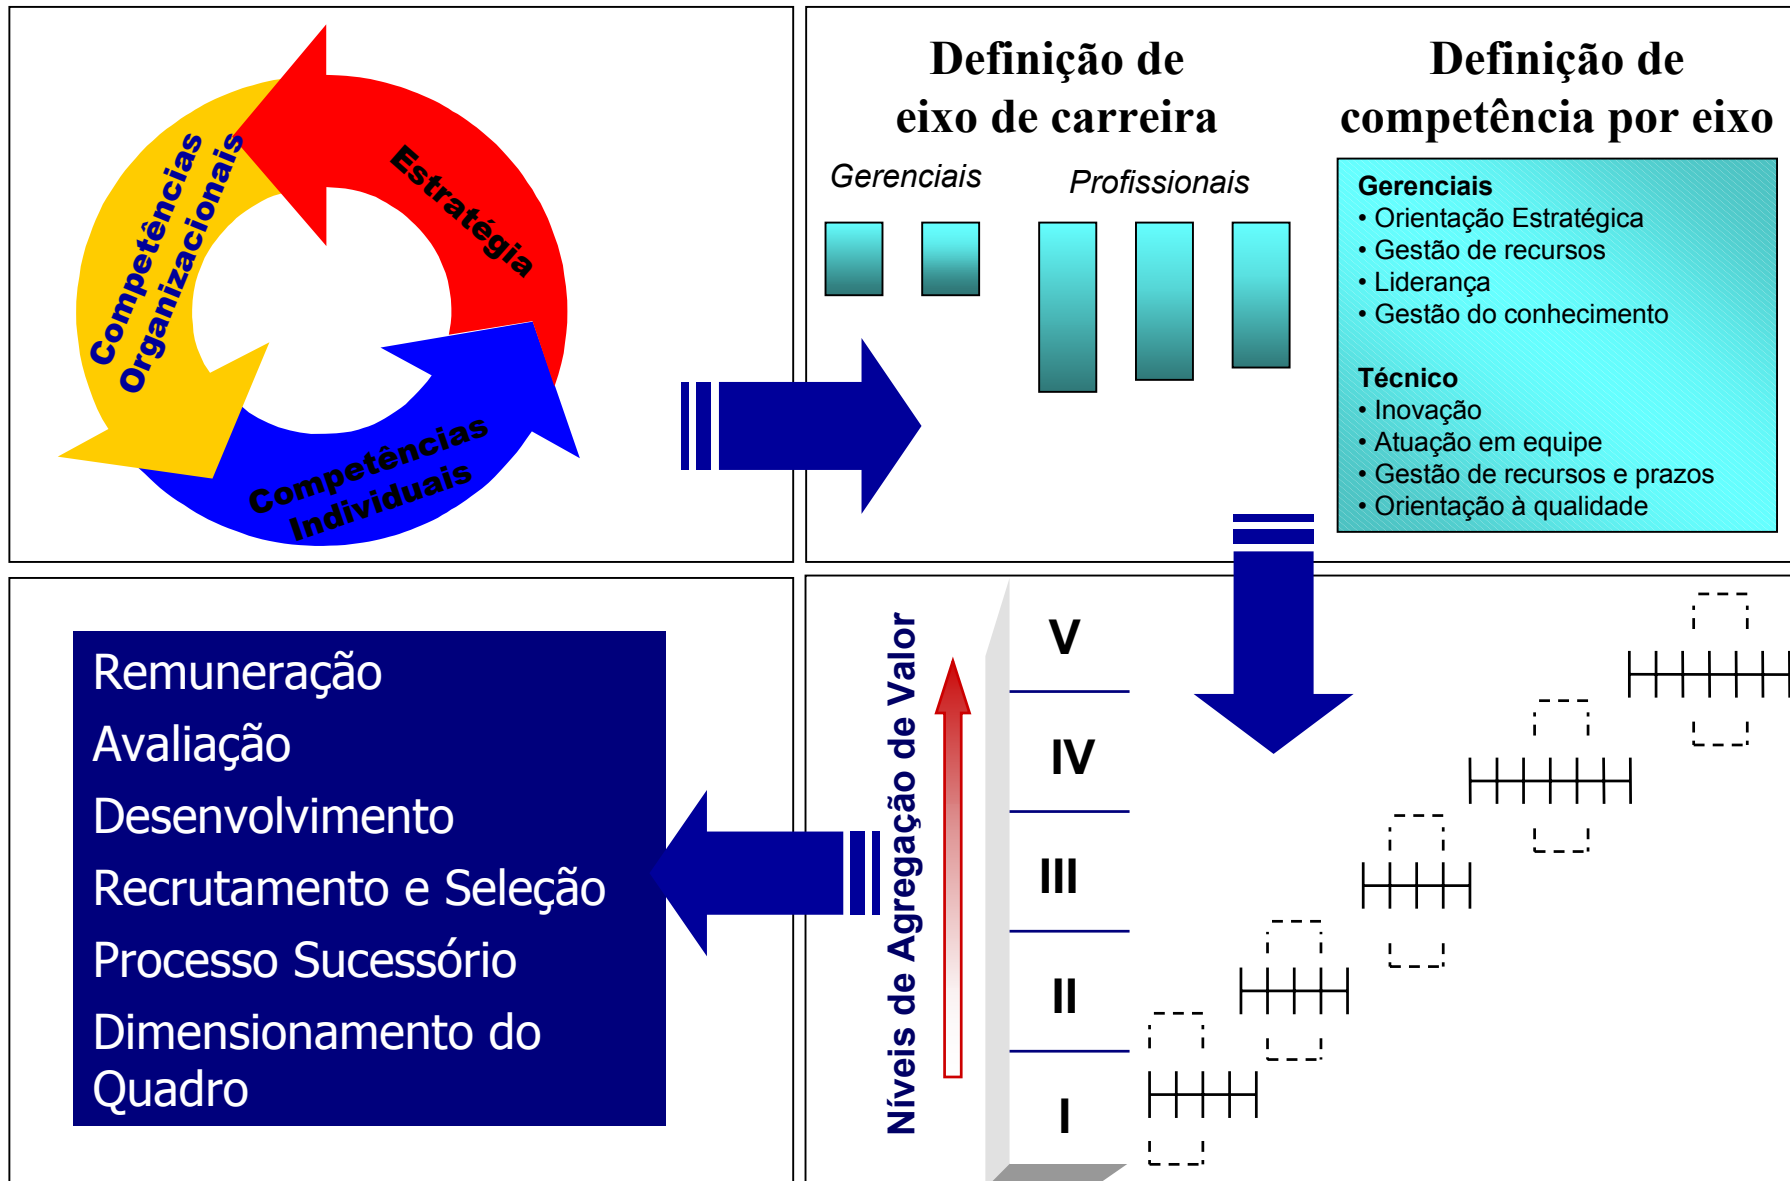 Competências
Organizacionais
Estratégia
Competências
Individuais
Definição de
eixo de carreira
Gerenciais
Profissionais
Definição de
competência por eixo
Gerenciais
• Orientação Estratégica
• Gestão de recursos
• Liderança
• Gestão do conhecimento
Técnico
• Inovação
• Atuação em equipe
• Gestão de recursos e prazos
• Orientação à qualidade
Remuneração
Avaliação
Desenvolvimento
Recrutamento e Seleção
Processo Sucessório
Dimensionamento do
Quadro
Níveis de Agregação de Valor
V
IV
III
II
I